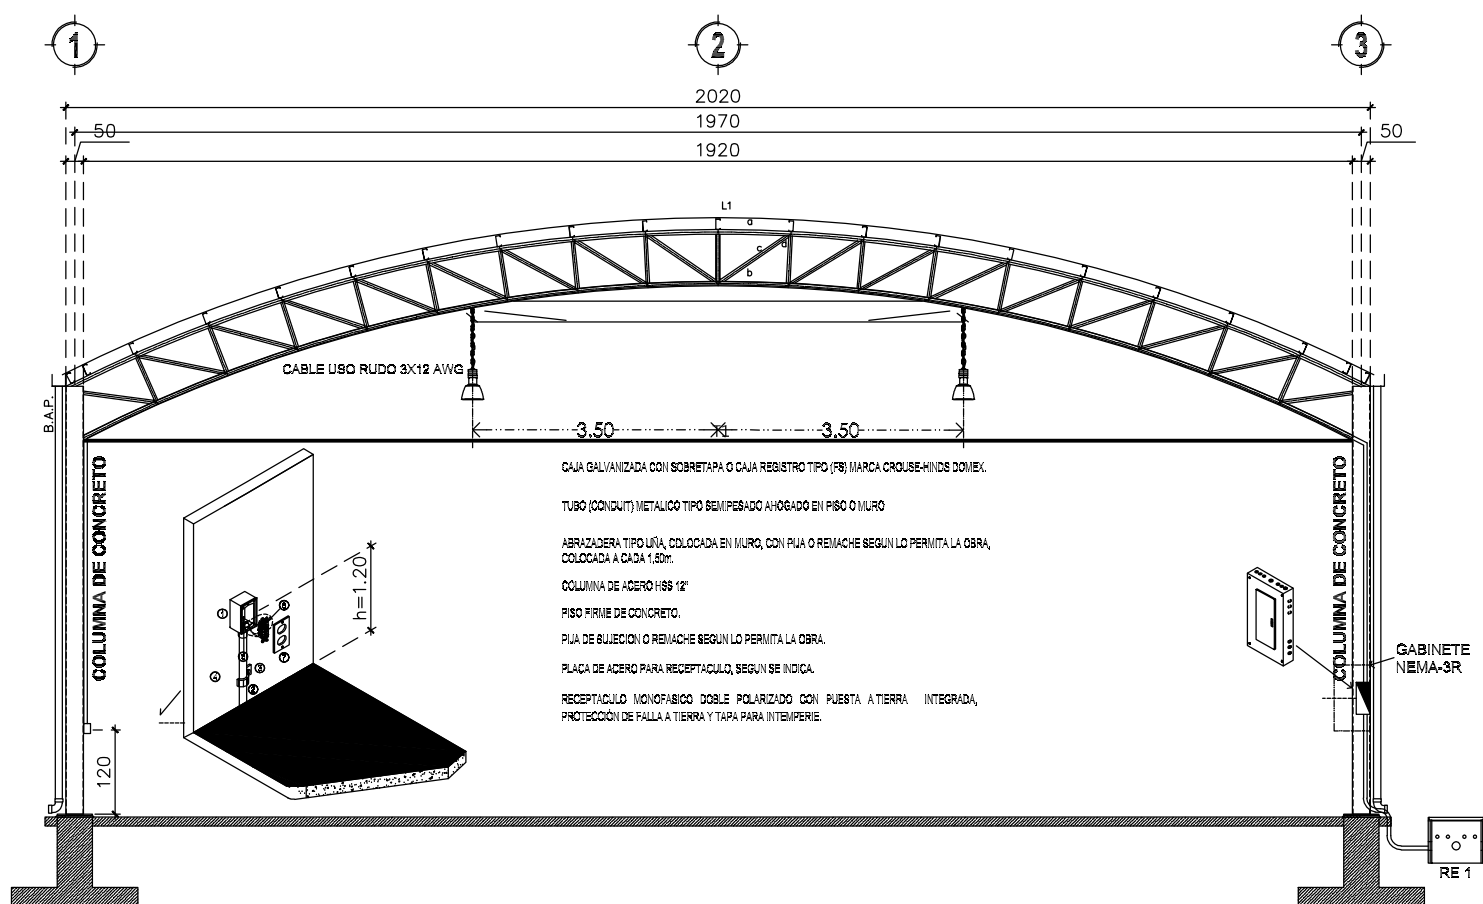 1
2
3
2020
50
1970
50
1920
L1
a
c
d
b
CABLE USO RUDO 3X12 AWG
B.A.P.
3.50
3.50
COLUMNA DE CONCRETO
CAJA GALVANIZADA CON SOBRETAPA O CAJA REGISTRO TIPO (FS) MARCA CROUSE-HINDS DOMEX.
TUBO (CONDUIT) METALICO TIPO SEMIPESADO AHOGADO EN PISO O MURO
ABRAZADERA TIPO UÑA, COLOCADA EN MURO, CON PIJA O REMACHE SEGUN LO PERMITA LA OBRA,
COLOCADA A CADA 1,50m.
COLUMNA DE ACERO HSS 12"
PISO FIRME DE CONCRETO.
PIJA DE SUJECION O REMACHE SEGUN LO PERMITA LA OBRA.
PLACA DE ACERO PARA RECEPTACULO, SEGUN SE INDICA.
RECEPTACULO MONOFASICO DOBLE POLARIZADO CON PUESTA A TIERRA INTEGRADA,
PROTECCIÓN DE FALLA A TIERRA Y TAPA PARA INTEMPERIE.
h=1.20
1
4
2
7
120
COLUMNA DE CONCRETO
GABINETE
NEMA-3R
RE 1